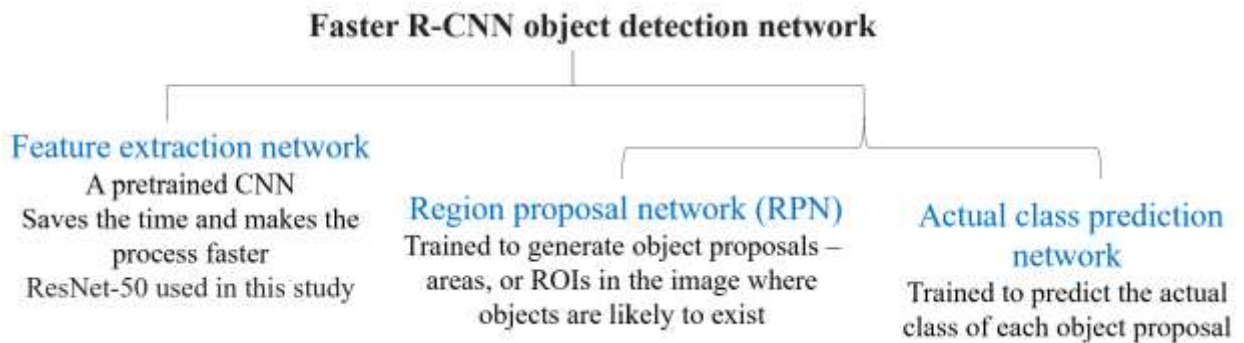 Faster R-CNN object detection network
Feature extraction network
A pretrained CNN
Saves the time and makes the
process faster
ResNet-50 used in this study
Region proposal network (RPN)
Trained to generate object proposals –
areas, or ROIs in the image where
objects are likely to exist
Actual class prediction
network
Trained to predict the actual
class of each object proposal